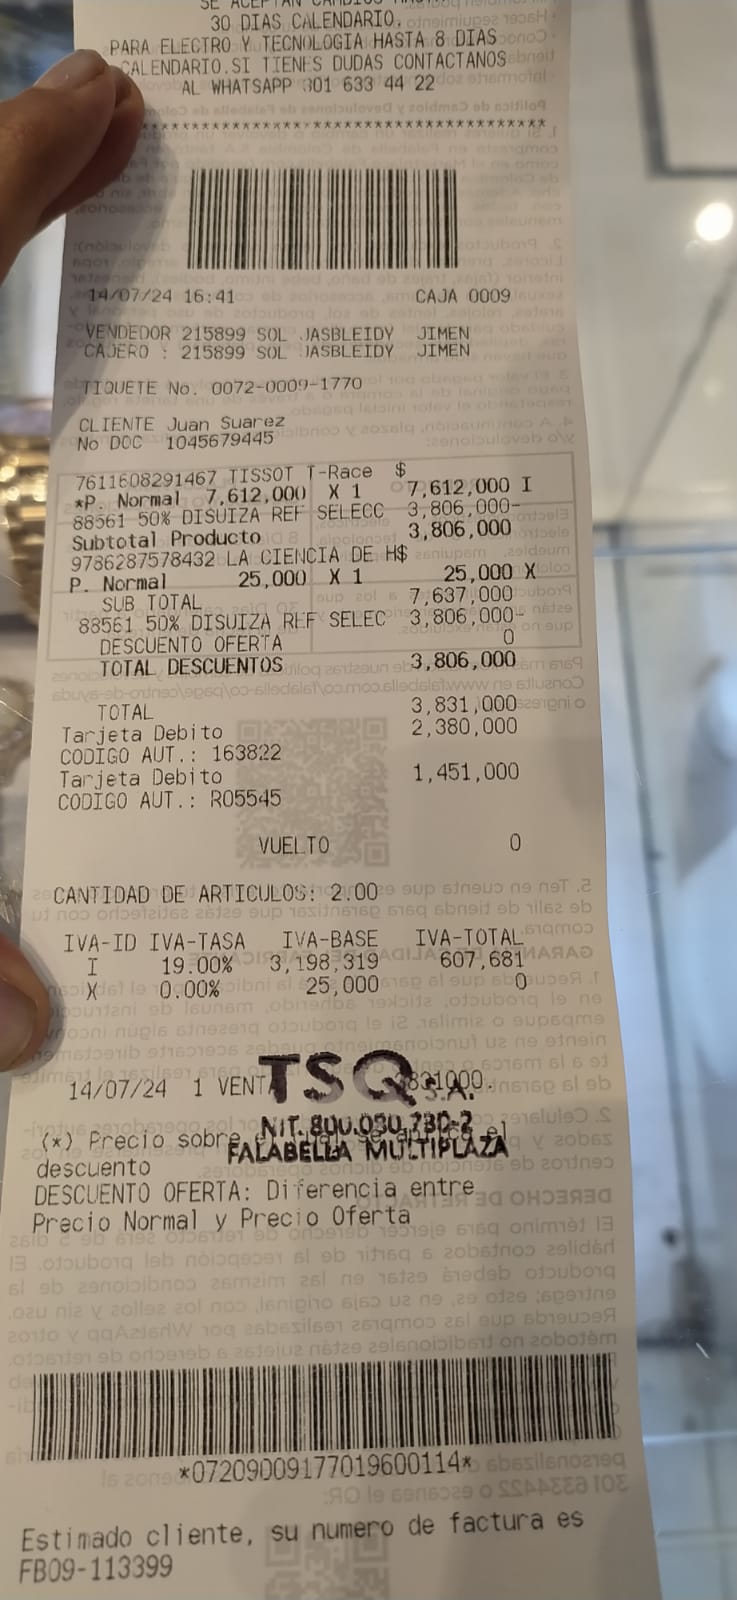 SE ACEPTAN CAMBIOS
30 DIAS CALENDARIO.
PARA ELECTRO Y TECNOLOGIA HASTA 8 DIAS
CALENDARIO.SI TIENES DUDAS CONTACTANOS
AL WHATSAPP 301 633 44 22
****************************************
14/07/24 16:41 CAJA 0009
VENDEDOR 215899 SOL JASBLEIDY JIMEN
CAJERO : 215899 SOL JASBLEIDY JIMEN
TIQUETE No. 0072-0009-1770
CLIENTE Juan Suarez
No DOC 1045679445
7611608291467 TISSOT T-Race $
*P. Normal 7,612,000 X 1 7,612,000 I
88561 50% DISUIZA REF SELECC 3,806,000-
Subtotal Producto 3,806,000
9786287578432 LA CIENCIA DE H$
P. Normal 25,000 X 1 25,000 X
SUB TOTAL 7,637,000
88561 50% DISUIZA REF SELEC 3,806,000-
DESCUENTO OFERTA 0
TOTAL DESCUENTOS 3,806,000
TOTAL 3,831,000
Tarjeta Debito 2,380,000
CODIGO AUT.: 163822
Tarjeta Debito 1,451,000
CODIGO AUT.: R05545
VUELTO 0
CANTIDAD DE ARTICULOS: 2.00
IVA-ID IVA-TASA IVA-BASE IVA-TOTAL
I 19.00% 3,198,319 607,681
X 0.00% 25,000 0
TSQ S.A.
14/07/24 1 VENTA 3831000.
NIT. 800.030.730-2
FALABELLA MULTIPLAZA
(*) Precio sobre el
descuento
DESCUENTO OFERTA: Diferencia entre
Precio Normal y Precio Oferta
*07209009177019600114*
Estimado cliente, su numero de factura es
FB09-113399